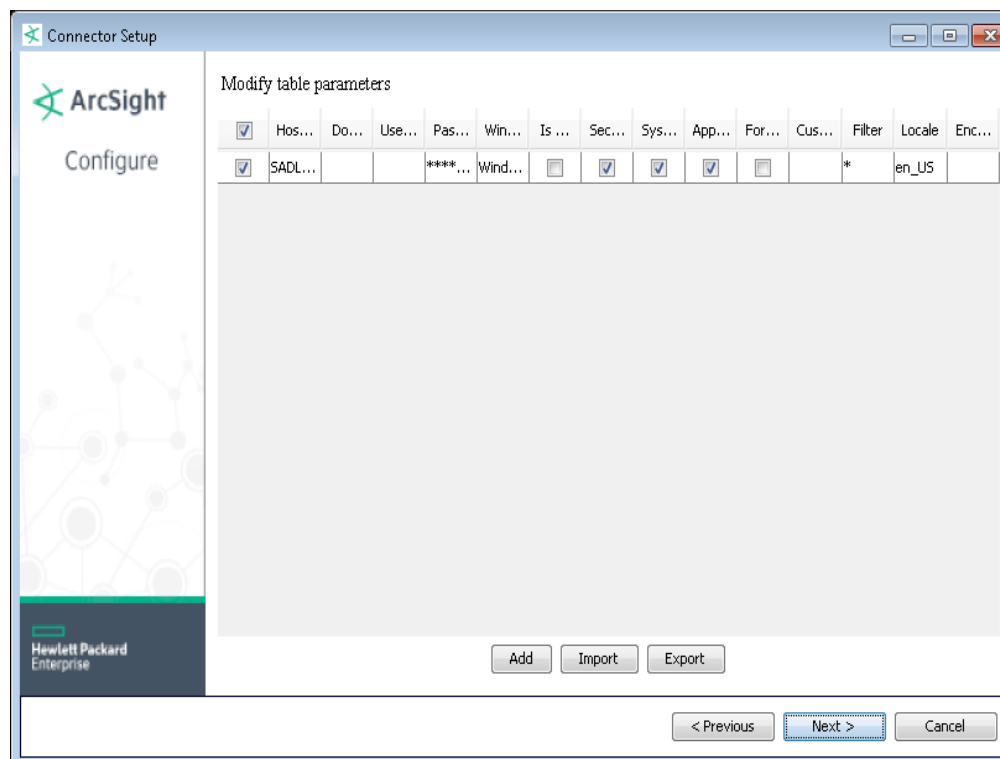 Connector Setup
ArcSight
Configure
Modify table parameters
Hos... Do... Use... Pas... Win... Is ... Sec... Sys... App... For... Cus... Filter Locale Enc...
SADL... ****... Wind... * en_US
Hewlett Packard
Enterprise
Add Import Export
< Previous Next > Cancel